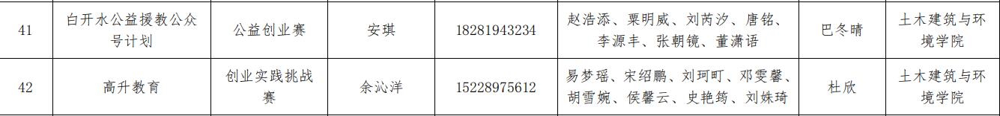 41
白开水公益援教公众
号计划
公益创业赛
安琪
18281943234
赵浩添、粟明威、刘芮汐、唐铭、
李源丰、张朝镜、董潇语
巴冬晴
土木建筑与环
境学院
42
高升教育
创业实践挑战
赛
余沁洋
15228975612
易梦瑶、宋绍鹏、刘珂町、邓雯馨、
胡雪婉、侯馨云、史艳筠、刘姝琦
杜欣
土木建筑与环
境学院